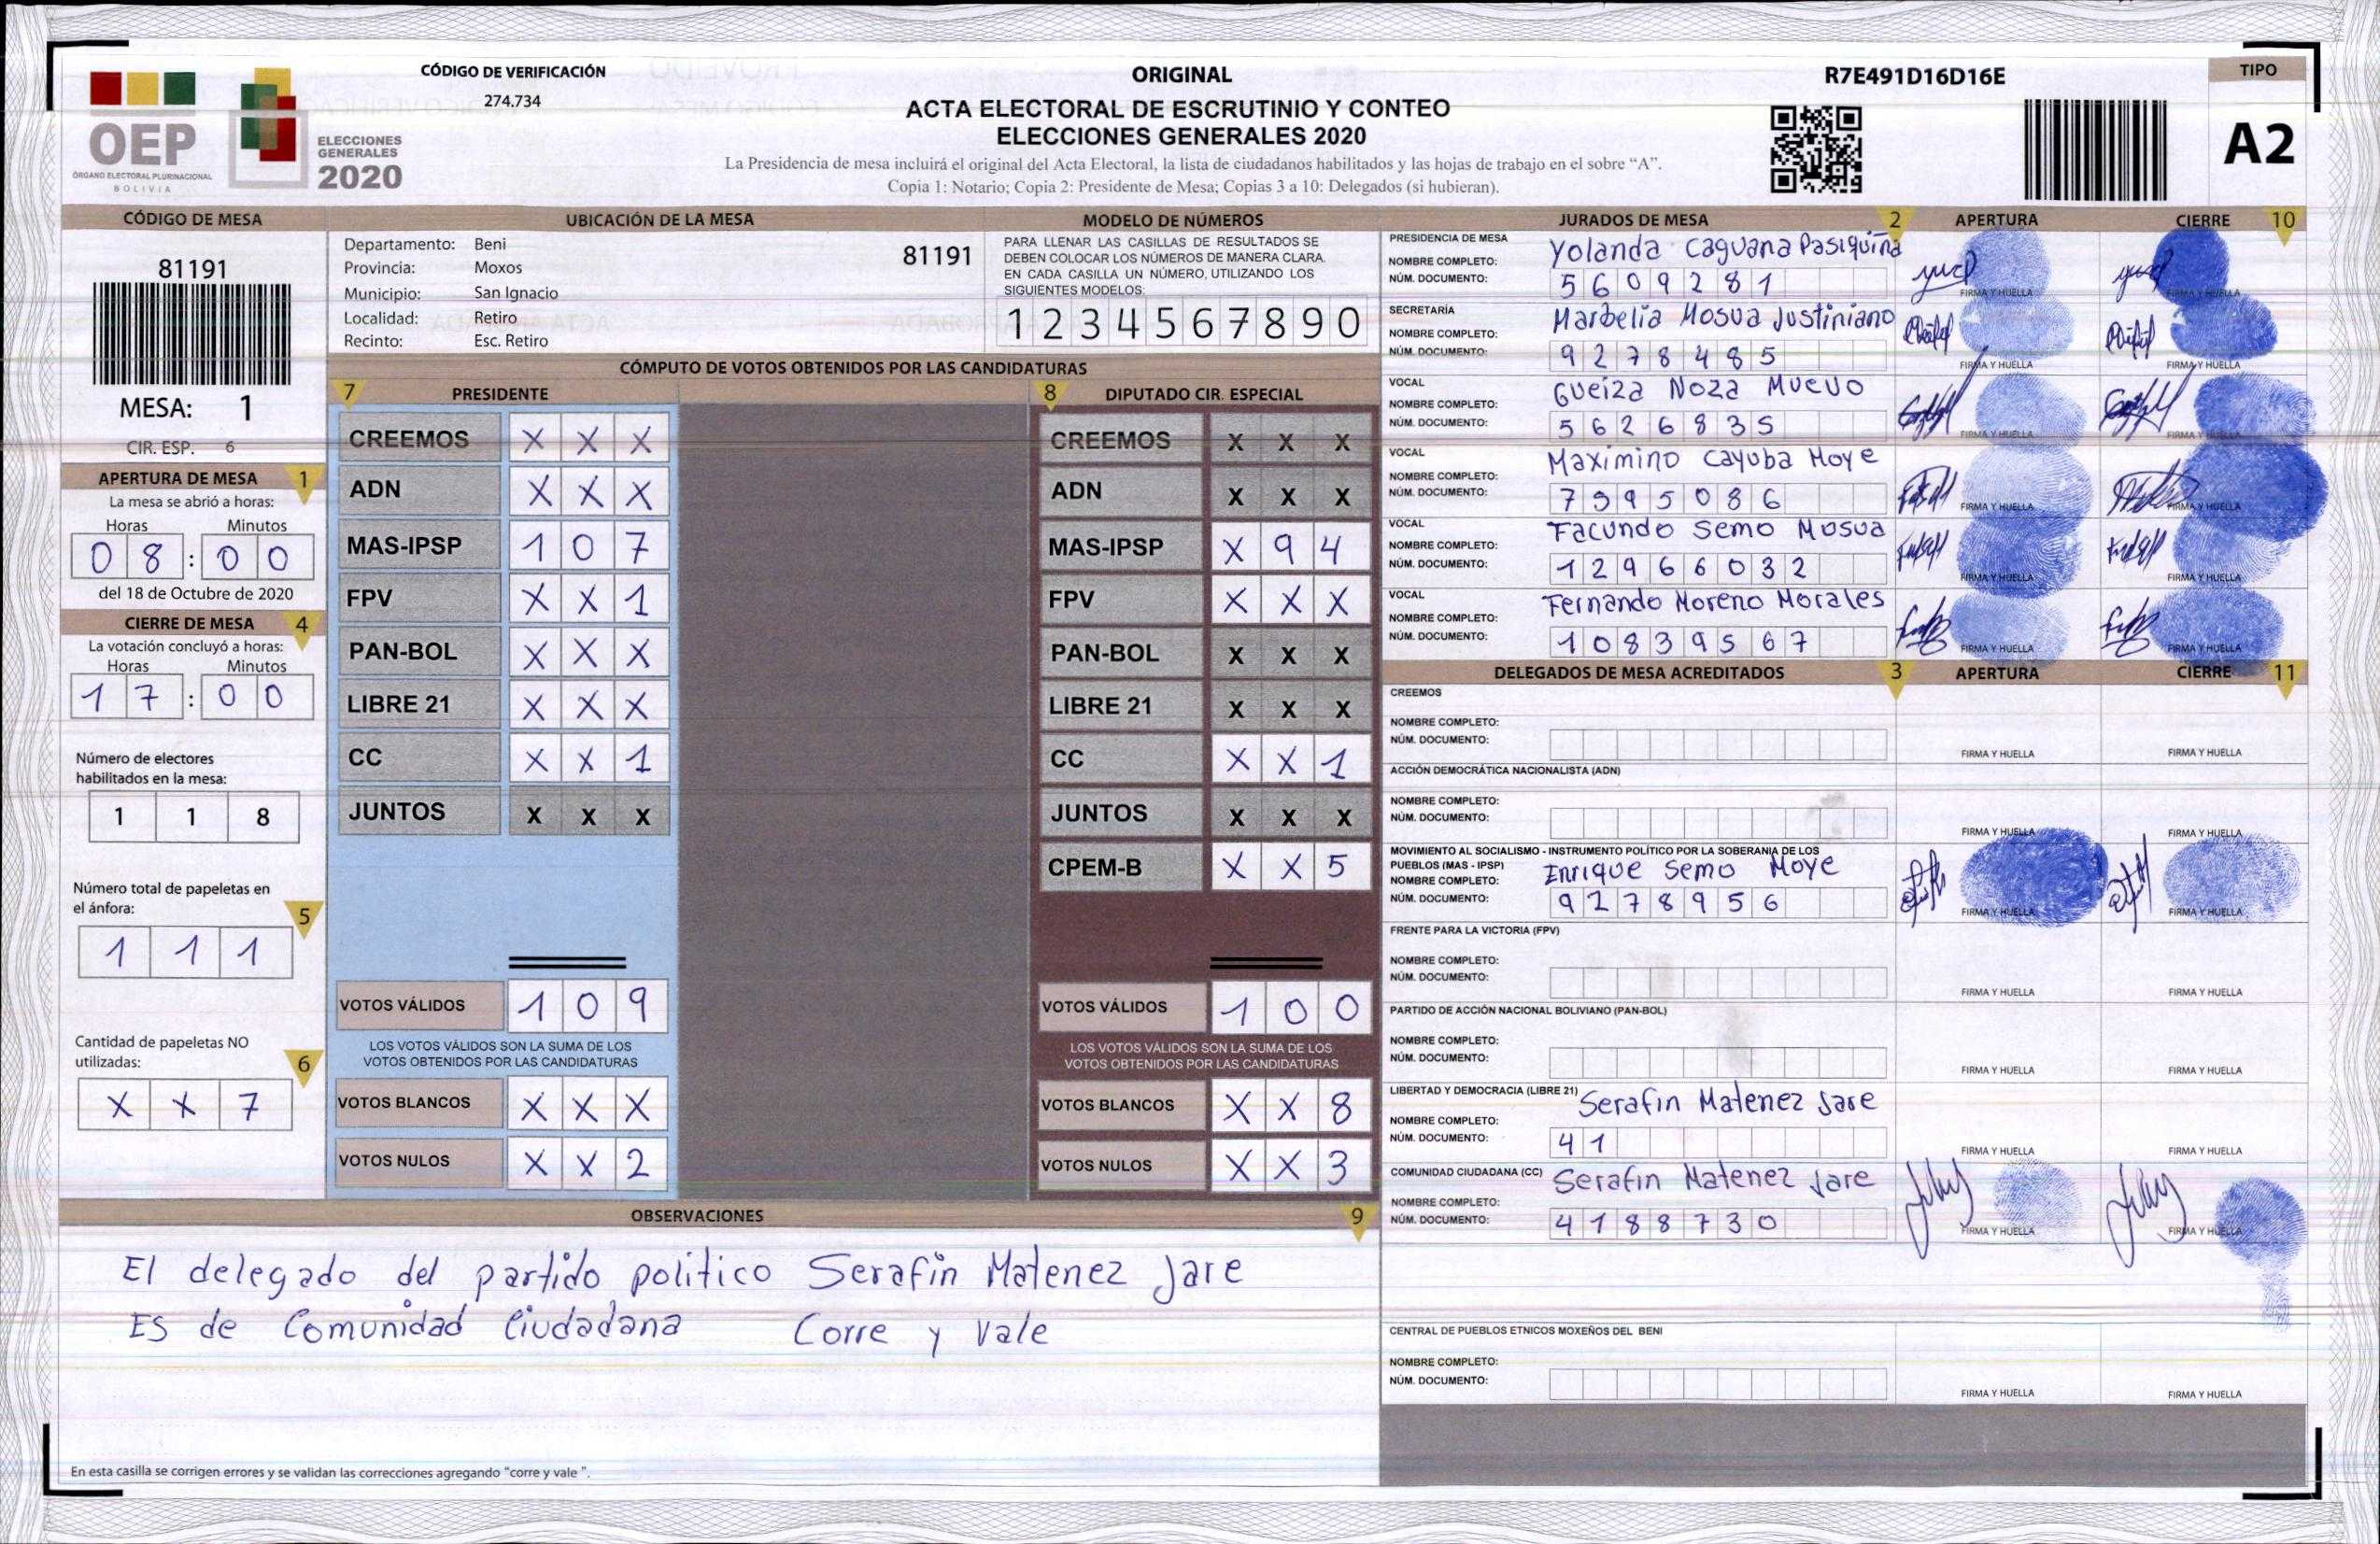 CÓDIGO DE VERIFICACIÓN
274.734
ORIGINAL
ACTA ELECTORAL DE ESCRUTINIO Y CONTEO
ELECCIONES GENERALES 2020
La Presidencia de mesa incluirá el original del Acta Electoral, la lista de ciudadanos habilitados y las hojas de trabajo en el sobre “A”.
Copia 1: Notario; Copia 2: Presidente de Mesa; Copias 3 a 10: Delegados (si hubieran).
R7E491D16D16E
TIPO
A2
OEP
ÓRGANO ELECTORAL PLURINACIONAL
BOLIVIA
ELECCIONES
GENERALES
2020
CÓDIGO DE MESA
81191
MESA: 1
CIR. ESP. 6
APERTURA DE MESA 1
La mesa se abrió a horas:
Horas Minutos
0 8 : 0 0
del 18 de Octubre de 2020
CIERRE DE MESA 4
La votación concluyó a horas:
Horas Minutos
1 7 : 0 0
Número de electores
habilitados en la mesa:
1 1 8
Número total de papeletas en
el ánfora: 5
1 1 1
Cantidad de papeletas NO
utilizadas: 6
X X 7
UBICACIÓN DE LA MESA
Departamento: Beni 81191
Provincia: Moxos
Municipio: San Ignacio
Localidad: Retiro
Recinto: Esc. Retiro
MODELO DE NÚMEROS
PARA LLENAR LAS CASILLAS DE RESULTADOS SE
DEBEN COLOCAR LOS NÚMEROS DE MANERA CLARA.
EN CADA CASILLA UN NÚMERO, UTILIZANDO LOS
SIGUIENTES MODELOS:
1 2 3 4 5 6 7 8 9 0
CÓMPUTO DE VOTOS OBTENIDOS POR LAS CANDIDATURAS
7 PRESIDENTE
CREEMOS X X X
ADN X X X
MAS-IPSP 1 0 7
FPV X X 1
PAN-BOL X X X
LIBRE 21 X X X
CC X X 1
JUNTOS X X X
VOTOS VÁLIDOS 1 0 9
LOS VOTOS VÁLIDOS SON LA SUMA DE LOS
VOTOS OBTENIDOS POR LAS CANDIDATURAS
VOTOS BLANCOS X X X
VOTOS NULOS X X 2
8 DIPUTADO CIR. ESPECIAL
CREEMOS X X X
ADN X X X
MAS-IPSP X 9 4
FPV X X X
PAN-BOL X X X
LIBRE 21 X X X
CC X X 1
JUNTOS X X X
CPEM-B X X 5
VOTOS VÁLIDOS 1 0 0
LOS VOTOS VÁLIDOS SON LA SUMA DE LOS
VOTOS OBTENIDOS POR LAS CANDIDATURAS
VOTOS BLANCOS X X 8
VOTOS NULOS X X 3
OBSERVACIONES 9
El delegado del partido politico Serafin Matenez Jare
ES de Comunidad Ciudadana Corre y vale
En esta casilla se corrigen errores y se validan las correcciones agregando “corre y vale ”.
JURADOS DE MESA 2 APERTURA CIERRE 10
PRESIDENCIA DE MESA
NOMBRE COMPLETO: Yolanda Caguana Pasiquina
NÚM. DOCUMENTO: 5609281
FIRMA Y HUELLA FIRMA Y HUELLA
SECRETARÍA
NOMBRE COMPLETO: Marbelia Mosua Justiniano
NÚM. DOCUMENTO: 9278485
FIRMA Y HUELLA FIRMA Y HUELLA
VOCAL
NOMBRE COMPLETO: Gueiza Noza Muevo
NÚM. DOCUMENTO: 5626835
FIRMA Y HUELLA FIRMA Y HUELLA
VOCAL
NOMBRE COMPLETO: Maximino Cayuba Moye
NÚM. DOCUMENTO: 7995086
FIRMA Y HUELLA FIRMA Y HUELLA
VOCAL
NOMBRE COMPLETO: Facundo Semo Mosua
NÚM. DOCUMENTO: 12966032
FIRMA Y HUELLA FIRMA Y HUELLA
VOCAL
NOMBRE COMPLETO: Fernando Moreno Morales
NÚM. DOCUMENTO: 10839567
FIRMA Y HUELLA FIRMA Y HUELLA
DELEGADOS DE MESA ACREDITADOS 3 APERTURA CIERRE 11
CREEMOS
NOMBRE COMPLETO:
NÚM. DOCUMENTO:
FIRMA Y HUELLA FIRMA Y HUELLA
ACCIÓN DEMOCRÁTICA NACIONALISTA (ADN)
NOMBRE COMPLETO:
NÚM. DOCUMENTO:
FIRMA Y HUELLA FIRMA Y HUELLA
MOVIMIENTO AL SOCIALISMO - INSTRUMENTO POLÍTICO POR LA SOBERANIA DE LOS
PUEBLOS (MAS - IPSP)
NOMBRE COMPLETO: Enrique Semo Moye
NÚM. DOCUMENTO: 9278956
FIRMA Y HUELLA FIRMA Y HUELLA
FRENTE PARA LA VICTORIA (FPV)
NOMBRE COMPLETO:
NÚM. DOCUMENTO:
FIRMA Y HUELLA FIRMA Y HUELLA
PARTIDO DE ACCIÓN NACIONAL BOLIVIANO (PAN-BOL)
NOMBRE COMPLETO:
NÚM. DOCUMENTO:
FIRMA Y HUELLA FIRMA Y HUELLA
LIBERTAD Y DEMOCRACIA (LIBRE 21)
NOMBRE COMPLETO: Serafin Matenez Jare
NÚM. DOCUMENTO: 41
FIRMA Y HUELLA FIRMA Y HUELLA
COMUNIDAD CIUDADANA (CC)
NOMBRE COMPLETO: Serafin Matenez Jare
NÚM. DOCUMENTO: 4188730
FIRMA Y HUELLA FIRMA Y HUELLA
CENTRAL DE PUEBLOS ETNICOS MOXEÑOS DEL BENI
NOMBRE COMPLETO:
NÚM. DOCUMENTO:
FIRMA Y HUELLA FIRMA Y HUELLA